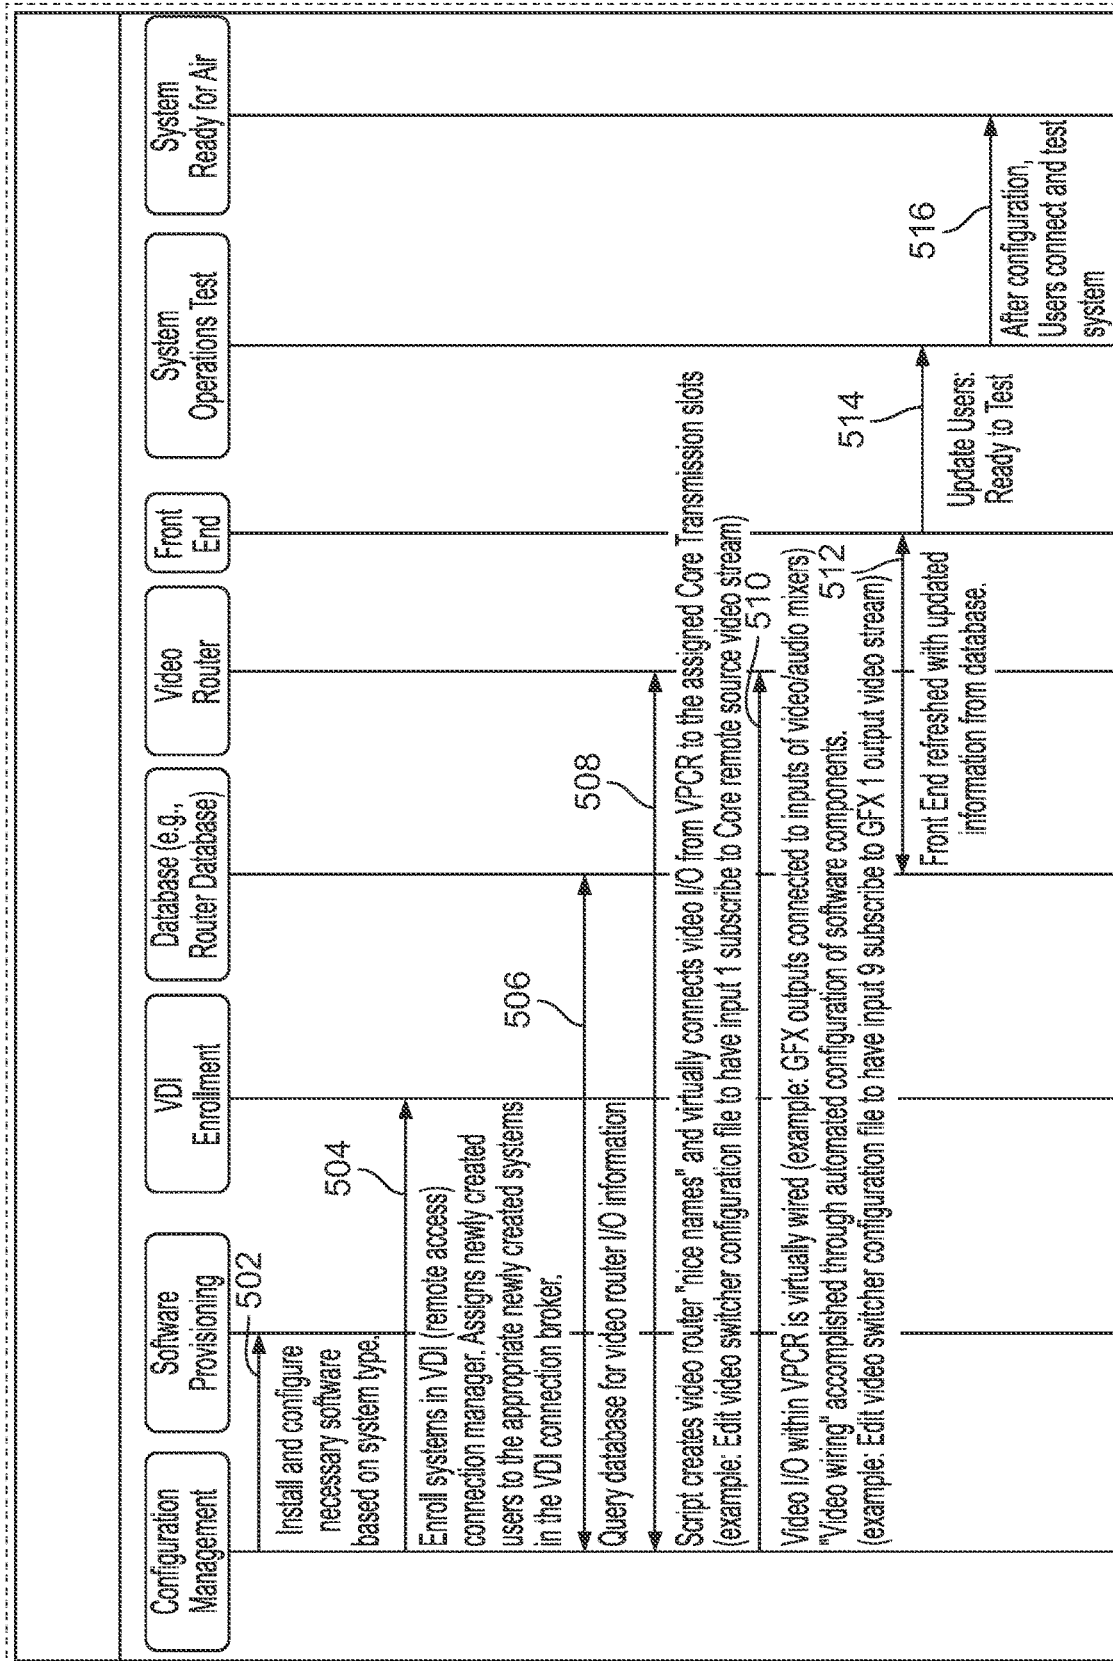 Configuration
Management
Software
Provisioning
VDI
Enrollment
Database (e.g.,
Router Database)
Video
Router
Front
End
System
Operations Test
System
Ready for Air
502
Install and configure
necessary software
based on system type.
504
Enroll systems in VDI (remote access)
connection manager. Assigns newly created
users to the appropriate newly created systems
in the VDI connection broker.
506
Query database for video router I/O information
508
Script creates video router "nice names" and virtually connects video I/O from VPCR to the assigned Core Transmission slots
(example: Edit video switcher configuration file to have input 1 subscribe to Core remote source video stream)
510
Video I/O within VPCR is virtually wired (example: GFX outputs connected to inputs of video/audio mixers)
"Video wiring" accomplished through automated configuration of software components.
(example: Edit video switcher configuration file to have input 9 subscribe to GFX 1 output video stream)
512
Front End refreshed with updated
information from database.
514
Update Users:
Ready to Test
516
After configuration,
Users connect and test
system